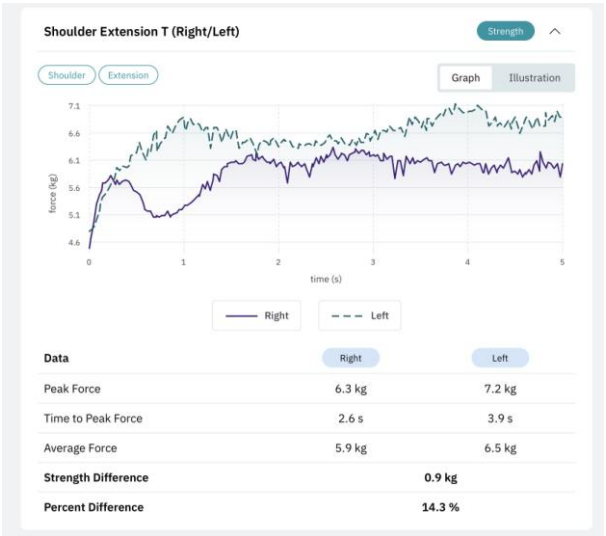 Shoulder Extension T (Right/Left) Strength
Shoulder Extension Graph Illustration
7.1
6.6
6.1
5.6
5.1
4.6
force (kg)
0 1 2 3 4 5
time (s)
Right Left
Data Right Left
Peak Force 6.3 kg 7.2 kg
Time to Peak Force 2.6 s 3.9 s
Average Force 5.9 kg 6.5 kg
Strength Difference 0.9 kg
Percent Difference 14.3 %